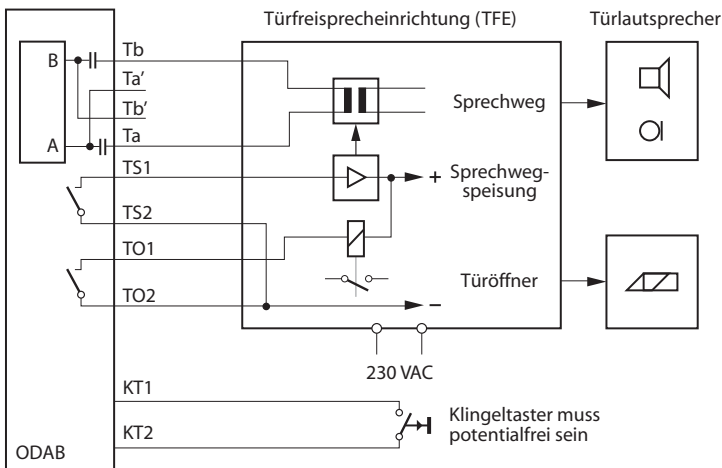 Türfreisprecheinrichtung (TFE)
Türlautsprecher
B
Tb
Ta’
Tb’
A
Ta
Sprechweg
TS1
+
Sprechweg-
speisung
TS2
TO1
Türöffner
TO2
–
230 VAC
KT1
Klingeltaster muss
potentialfrei sein
KT2
ODAB